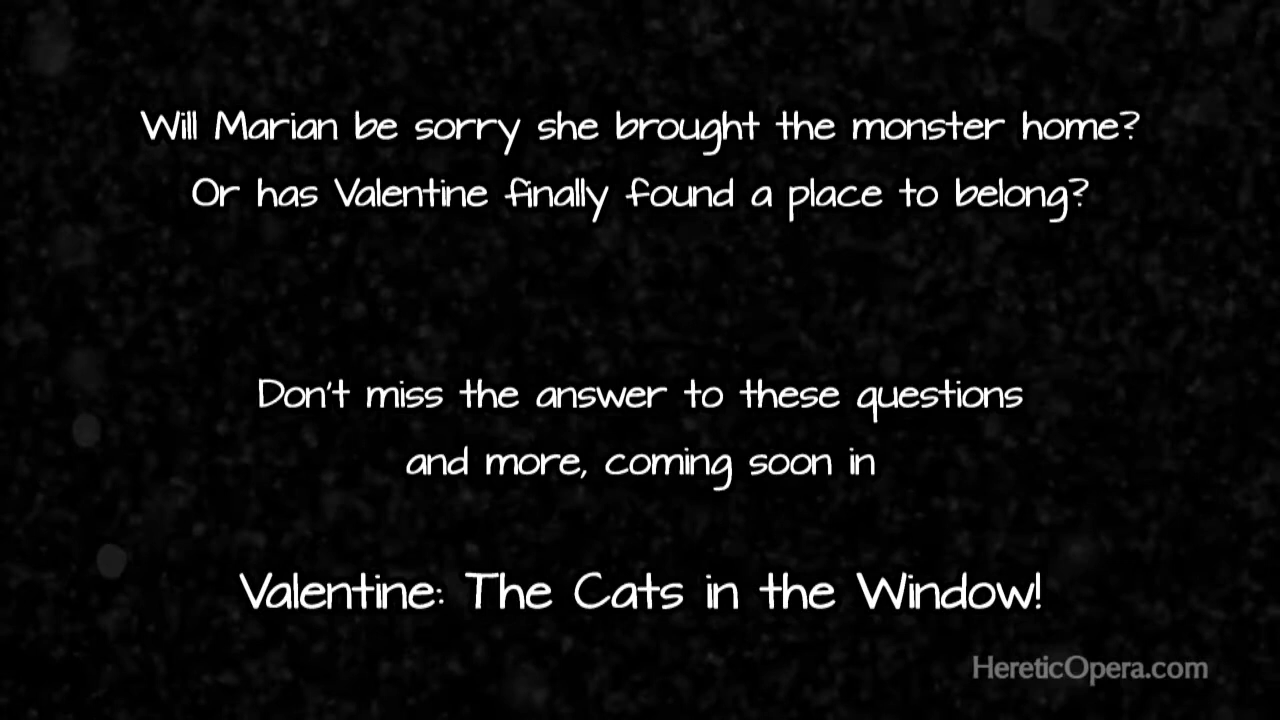 Will Marian be sorry she brought the monster home?
Or has Valentine finally found a place to belong?
Don't miss the answer to these questions
and more, coming soon in
Valentine: The Cats in the Window!
HereticOpera.com